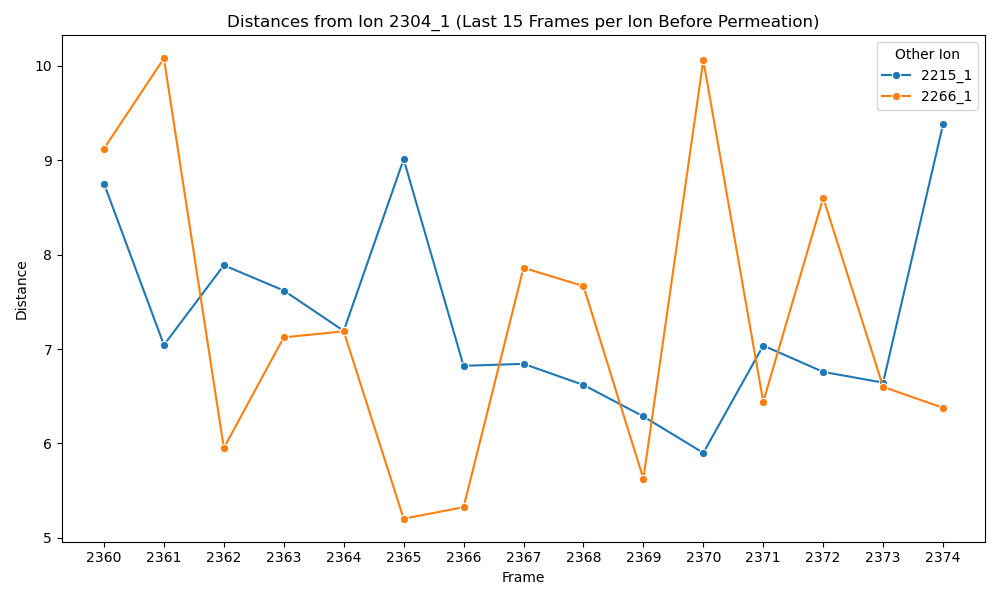 Distances from Ion 2304_1 (Last 15 Frames per Ion Before Permeation)
Other Ion
2215_1
2266_1
Distance
10
9
8
7
6
5
2360 2361 2362 2363 2364 2365 2366 2367 2368 2369 2370 2371 2372 2373 2374
Frame